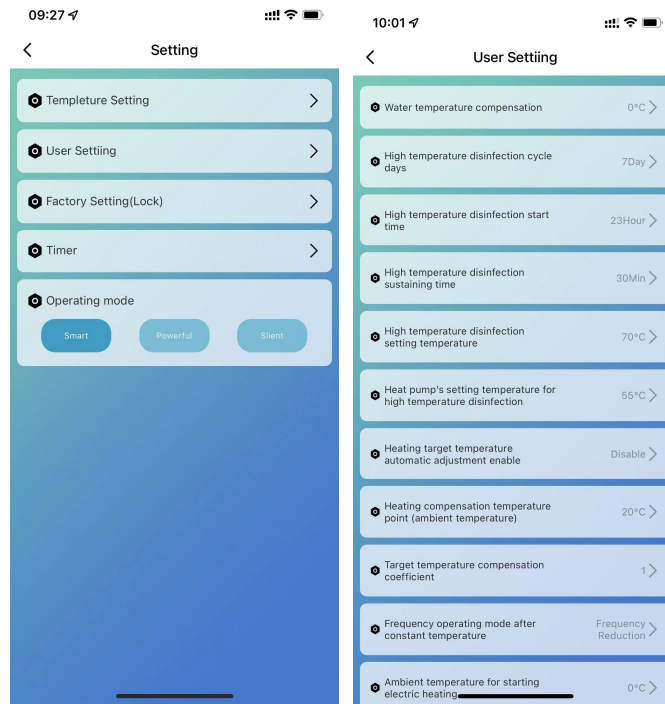 09:27
Setting
Templeture Setting
User Settiing
Factory Setting(Lock)
Timer
Operating mode
Smart
Powerful
Slient
10:01
User Settiing
Water temperature compensation
0°C
High temperature disinfection cycle
days
7Day
High temperature disinfection start
time
23Hour
High temperature disinfection
sustaining time
30Min
High temperature disinfection
setting temperature
70°C
Heat pump's setting temperature for
high temperature disinfection
55°C
Heating target temperature
automatic adjustment enable
Disable
Heating compensation temperature
point (ambient temperature)
20°C
Target temperature compensation
coefficient
1
Frequency operating mode after
constant temperature
Frequency
Reduction
Ambient temperature for starting
electric heating
0°C